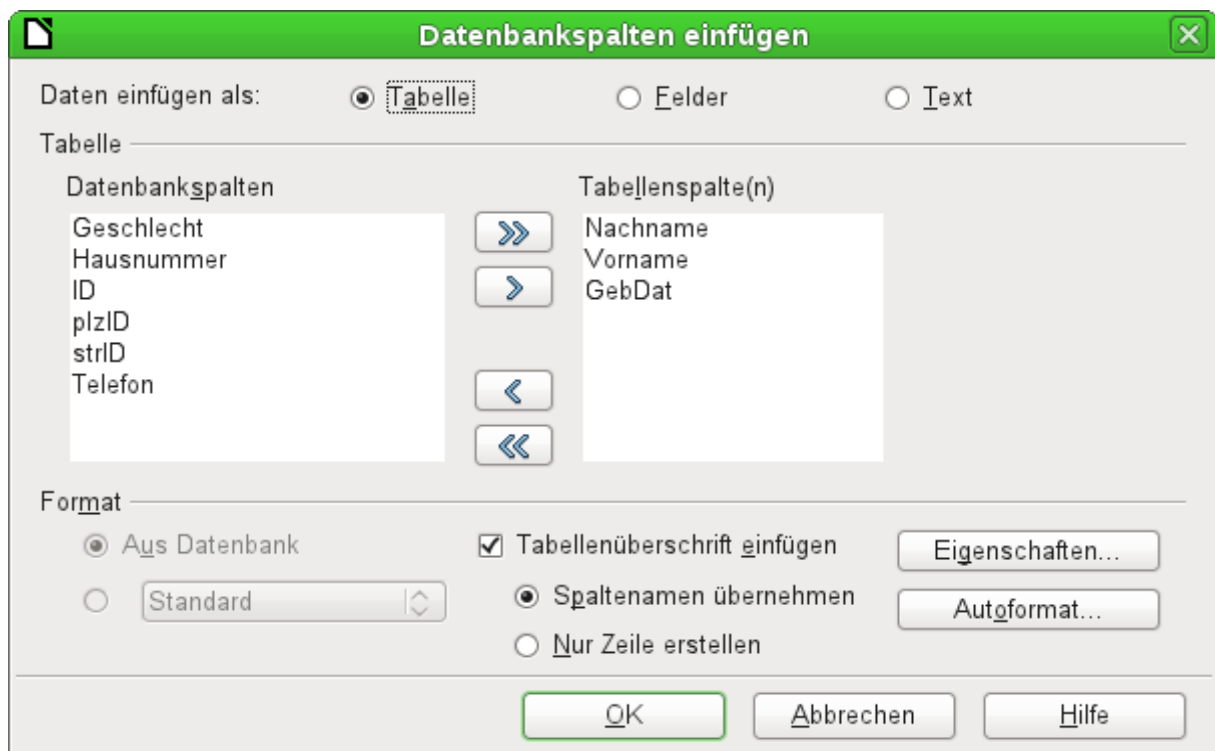 Datenbankspalten einfügen
Daten einfügen als: Tabelle Felder Text
Tabelle
Datenbankspalten
Geschlecht
Hausnummer
ID
plzID
strID
Telefon
Tabellenspalte(n)
Nachname
Vorname
GebDat
Format
Aus Datenbank
Standard
Tabellenüberschrift einfügen
Spaltenamen übernehmen
Nur Zeile erstellen
Eigenschaften...
Autoformat...
OK Abbrechen Hilfe